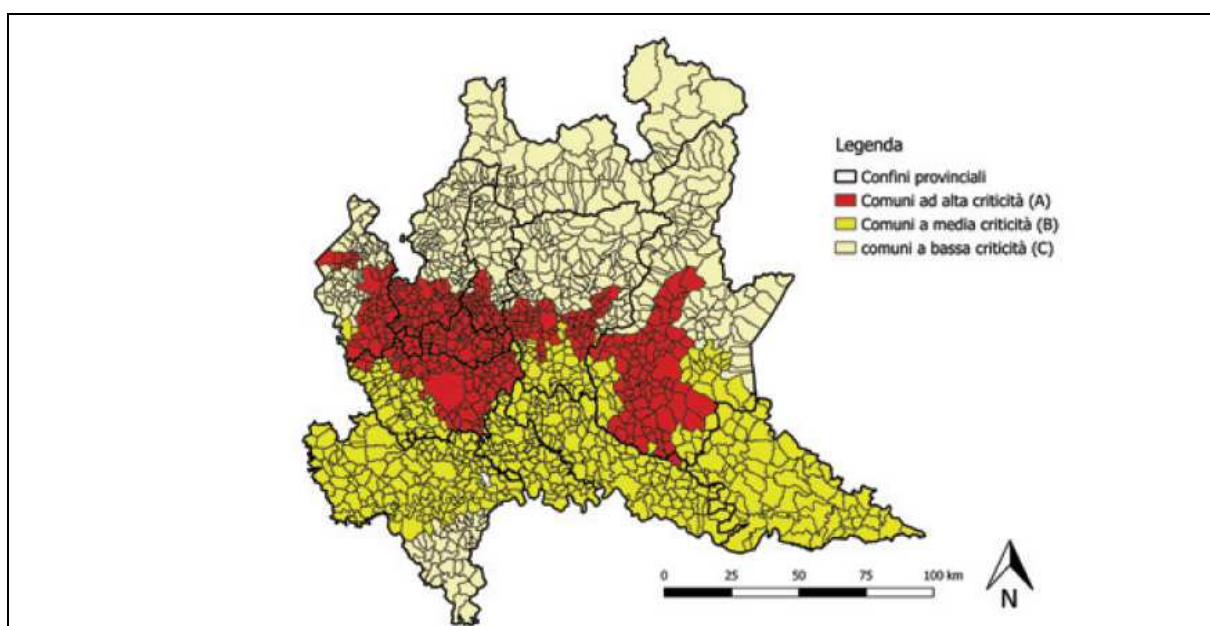 Legenda
Confini provinciali
Comuni ad alta criticità (A)
Comuni a media criticità (B)
comuni a bassa criticità (C)
0 25 50 75 100 km
N